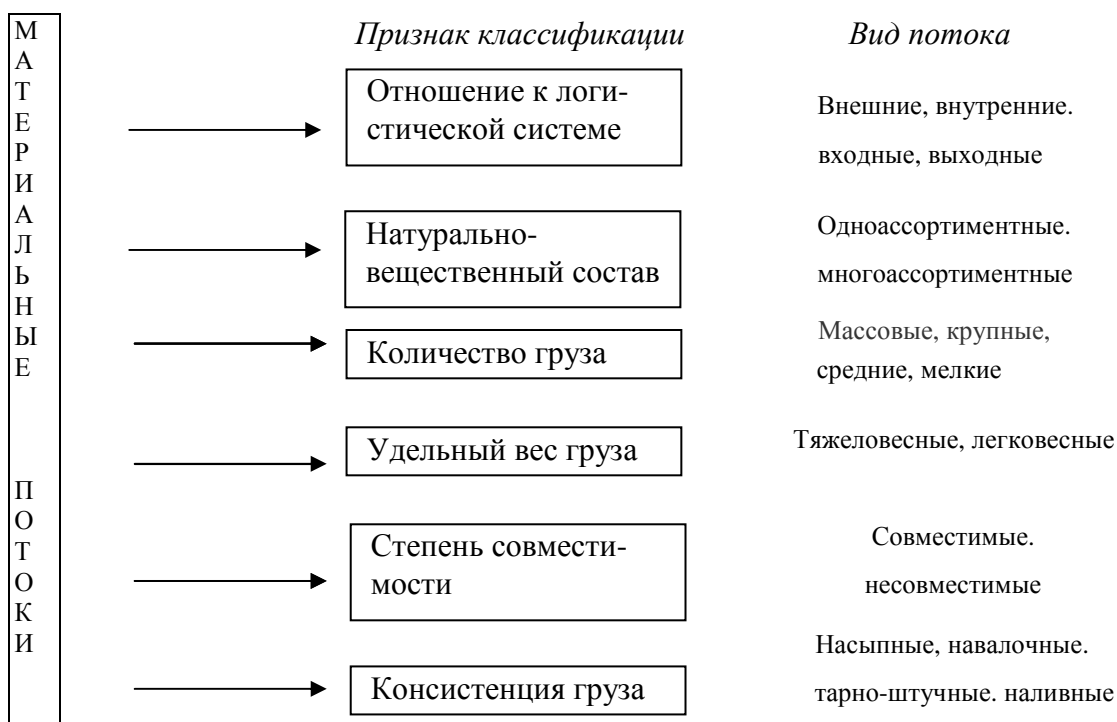 МАТЕРИАЛЬНЫЕ ПОТОКИ
Признак классификации
Вид потока
Отношение к логи-
стической системе
Внешние, внутренние.
входные, выходные
Натурально-
вещественный состав
Одноассортиментные.
многоассортиментные
Количество груза
Массовые, крупные,
средние, мелкие
Удельный вес груза
Тяжеловесные, легковесные
Степень совмести-
мости
Совместимые.
несовместимые
Консистенция груза
Насыпные, навалочные.
тарно-штучные. наливные